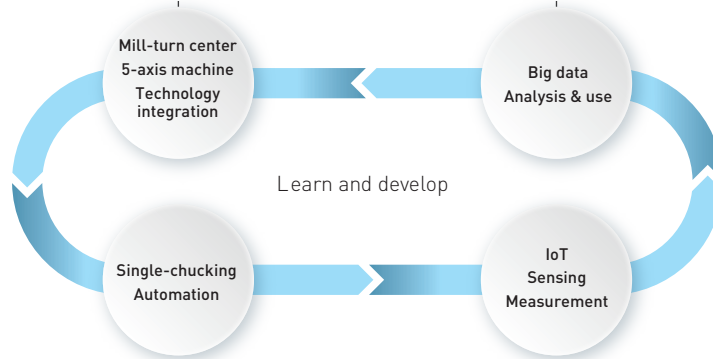 Mill-turn center
5-axis machine
Technology
integration
Big data
Analysis & use
Learn and develop
Single-chucking
Automation
IoT
Sensing
Measurement